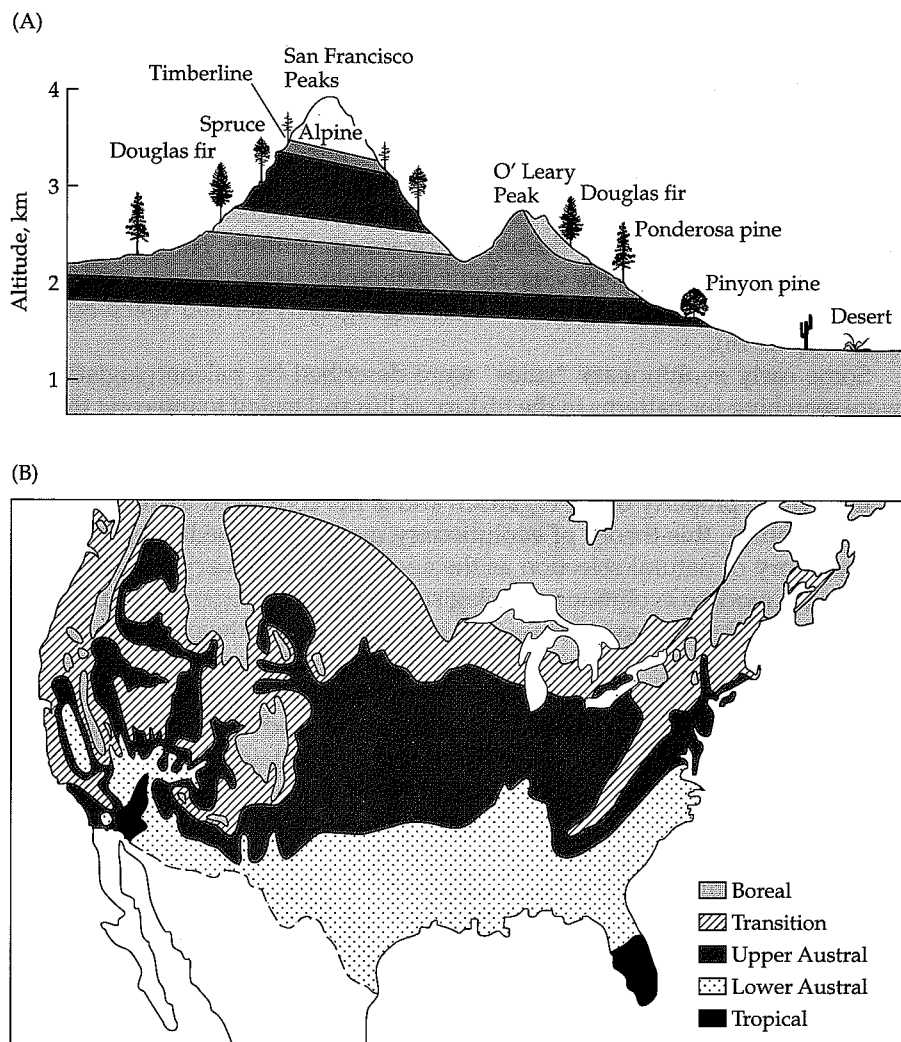 (A)
San Francisco
Peaks
Timberline
Spruce
Alpine
Douglas fir
O' Leary
Peak
Douglas fir
Ponderosa pine
Pinyon pine
Desert
Altitude, km
4
3
2
1
(B)
Boreal
Transition
Upper Austral
Lower Austral
Tropical